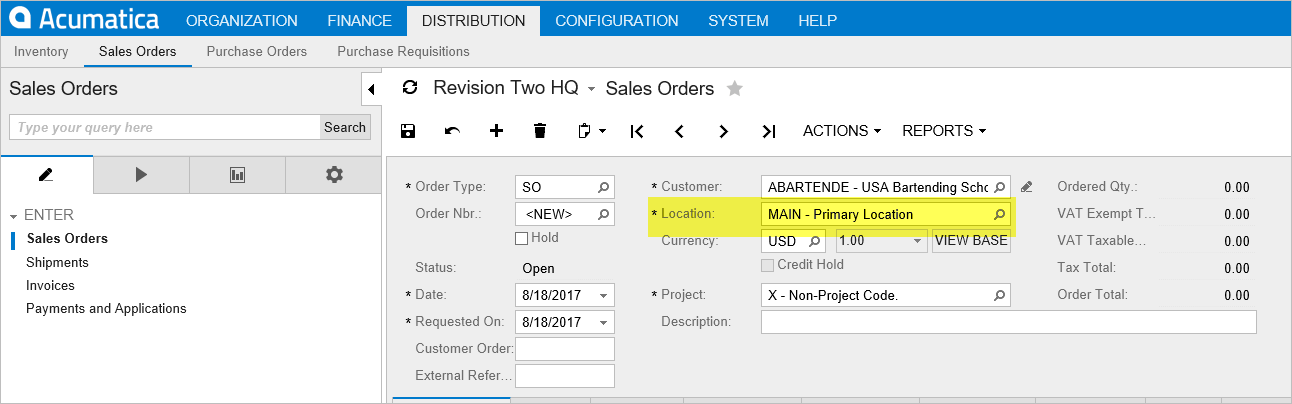 Acumatica ORGANIZATION FINANCE DISTRIBUTION CONFIGURATION SYSTEM HELP
Inventory Sales Orders Purchase Orders Purchase Requisitions
Sales Orders
Type your query here Search
ENTER
Sales Orders
Shipments
Invoices
Payments and Applications
Revision Two HQ Sales Orders
ACTIONS REPORTS
* Order Type: SO
Order Nbr.: <NEW>
Hold
Status: Open
* Date: 8/18/2017
* Requested On: 8/18/2017
Customer Order:
External Refer...
* Customer: ABARTENDE - USA Bartending Scho
* Location: MAIN - Primary Location
Currency: USD 1.00 VIEW BASE
Credit Hold
* Project: X - Non-Project Code.
Description:
Ordered Qty.: 0.00
VAT Exempt T... 0.00
VAT Taxable... 0.00
Tax Total: 0.00
Order Total: 0.00